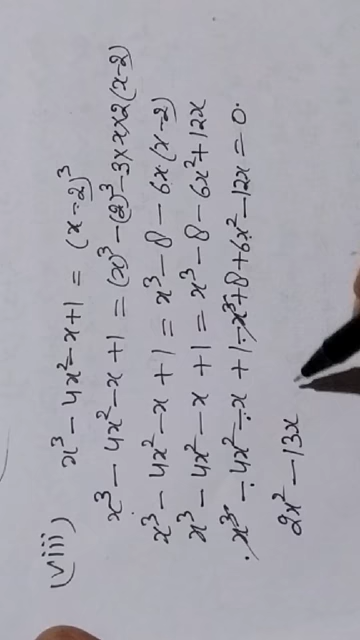 (viii) x³ - 4x² - x + 1 = (x - 2)³
x³ - 4x² - x + 1 = (x)³ - (2)³ - 3 × x × 2 (x - 2)
x³ - 4x² - x + 1 = x³ - 8 - 6x (x - 2)
x³ - 4x² - x + 1 = x³ - 8 - 6x² + 12x
x³ - 4x² - x + 1 - x³ + 8 + 6x² - 12x = 0.
2x² - 13x